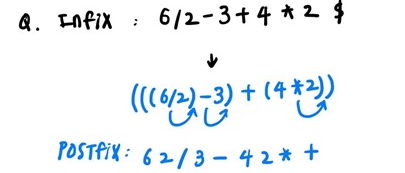 Q. Infix : 6/2-3+4*2 $
↓
(((6/2)-3)+(4*2))
POSTfix: 62/3-42*+